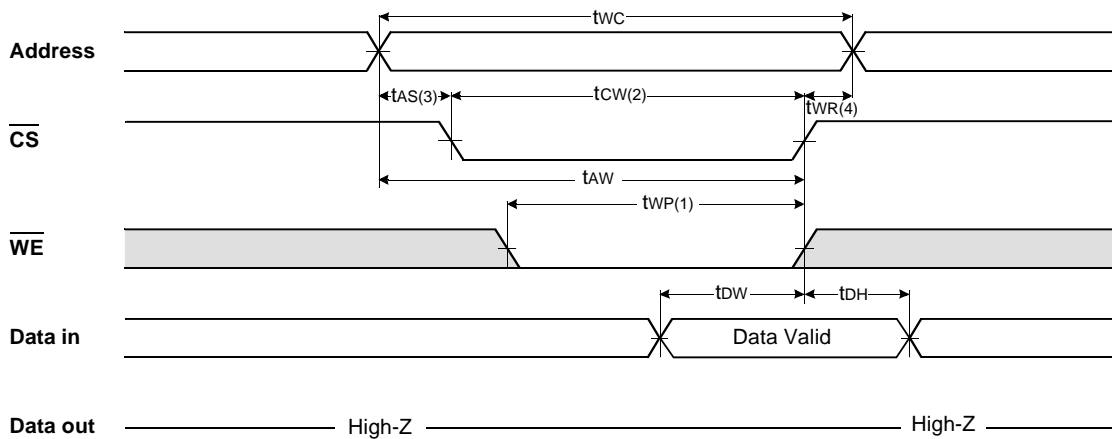 tWC
Address
tAS(3) tCW(2) tWR(4)
CS
tAW
tWP(1)
WE
tDW tDH
Data in Data Valid
Data out High-Z High-Z